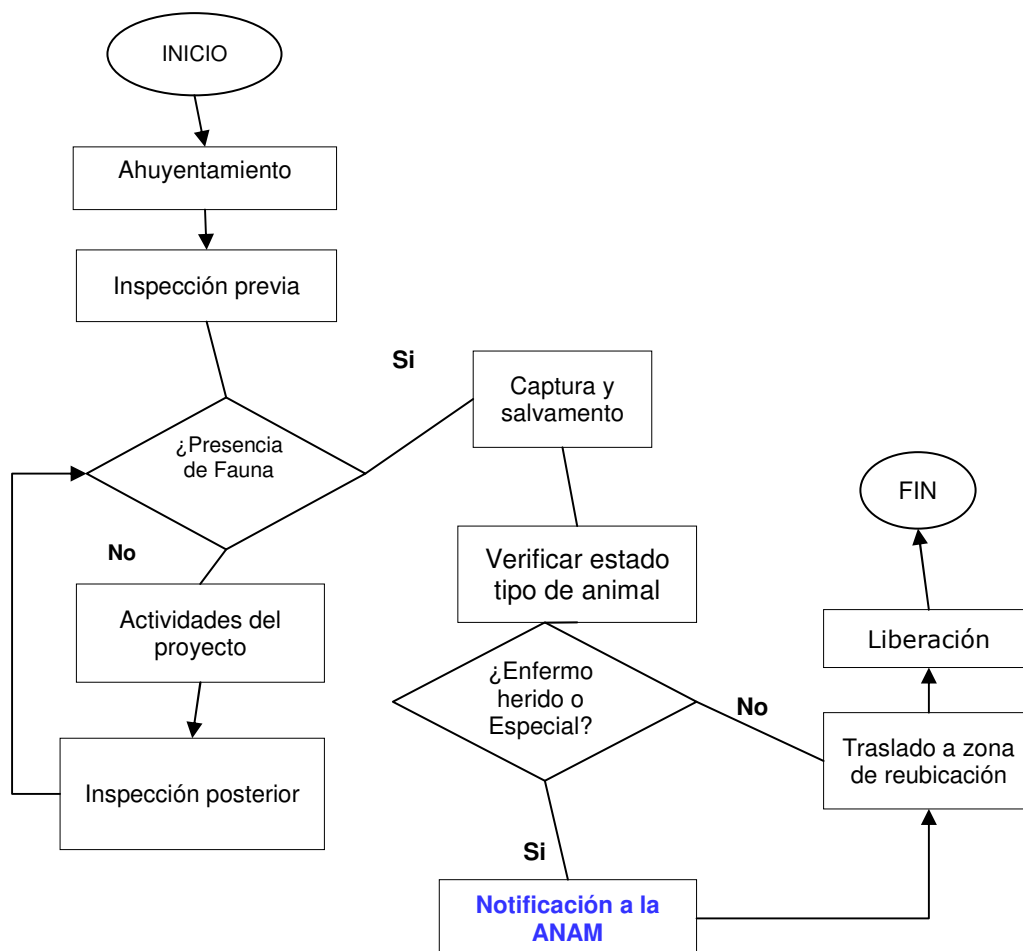 INICIO
Ahuyentamiento
Inspección previa
¿Presencia
de Fauna
Si
No
Actividades del
proyecto
Inspección posterior
Captura y
salvamento
Verificar estado
tipo de animal
¿Enfermo
herido o
Especial?
No
Si
Notificación a la
ANAM
Traslado a zona
de reubicación
Liberación
FIN